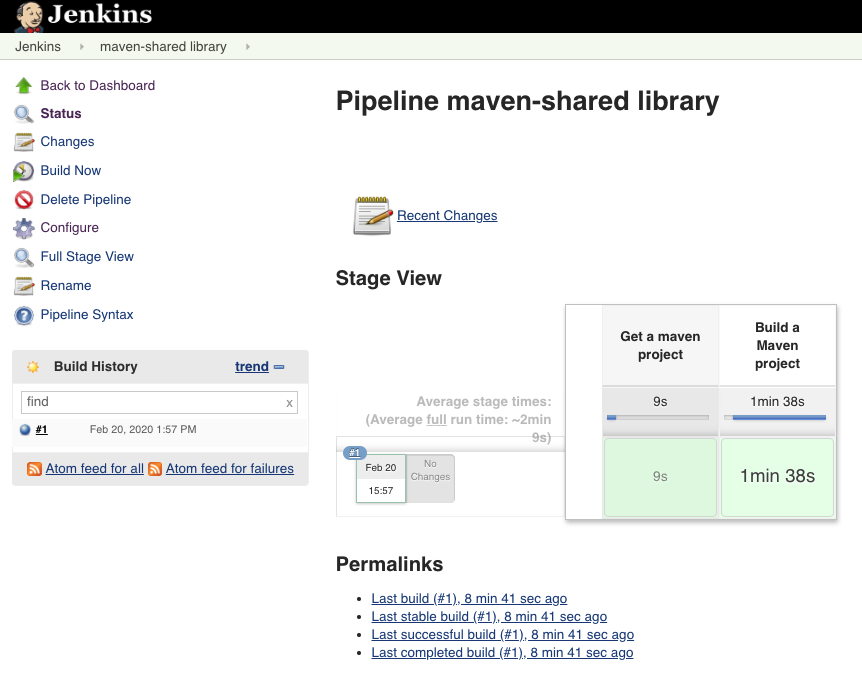 Jenkins
Jenkins maven-shared library
Back to Dashboard
Status
Changes
Build Now
Delete Pipeline
Configure
Full Stage View
Rename
Pipeline Syntax
Build History trend
find x
#1 Feb 20, 2020 1:57 PM
Atom feed for all Atom feed for failures
Pipeline maven-shared library
Recent Changes
Stage View
Average stage times:
(Average full run time: ~2min
9s)
Get a maven
project
Build a
Maven
project
9s
1min 38s
#1
Feb 20
15:57
No
Changes
9s
1min 38s
Permalinks
Last build (#1), 8 min 41 sec ago
Last stable build (#1), 8 min 41 sec ago
Last successful build (#1), 8 min 41 sec ago
Last completed build (#1), 8 min 41 sec ago